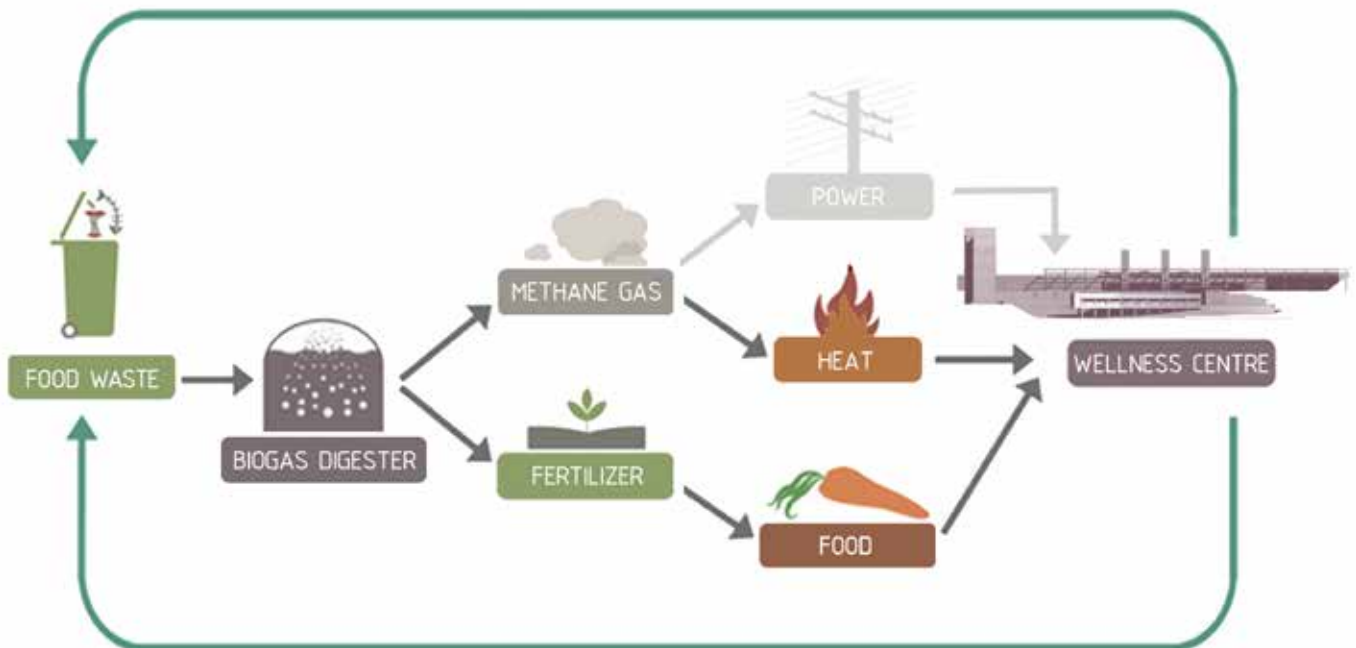 POWER
METHANE GAS
HEAT
WELLNESS CENTRE
FOOD WASTE
BIOGAS DIGESTER
FERTILIZER
FOOD